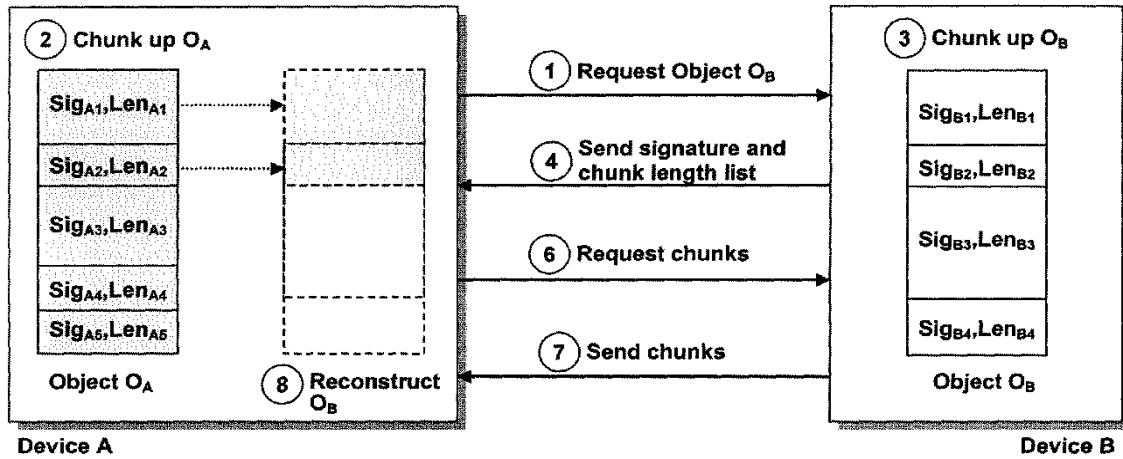 2 Chunk up OA
SigA1,LenA1
SigA2,LenA2
SigA3,LenA3
SigA4,LenA4
SigA5,LenA5
Object OA
8 Reconstruct
OB
Device A
1 Request Object OB
4 Send signature and
chunk length list
6 Request chunks
7 Send chunks
3 Chunk up OB
SigB1,LenB1
SigB2,LenB2
SigB3,LenB3
SigB4,LenB4
Object OB
Device B